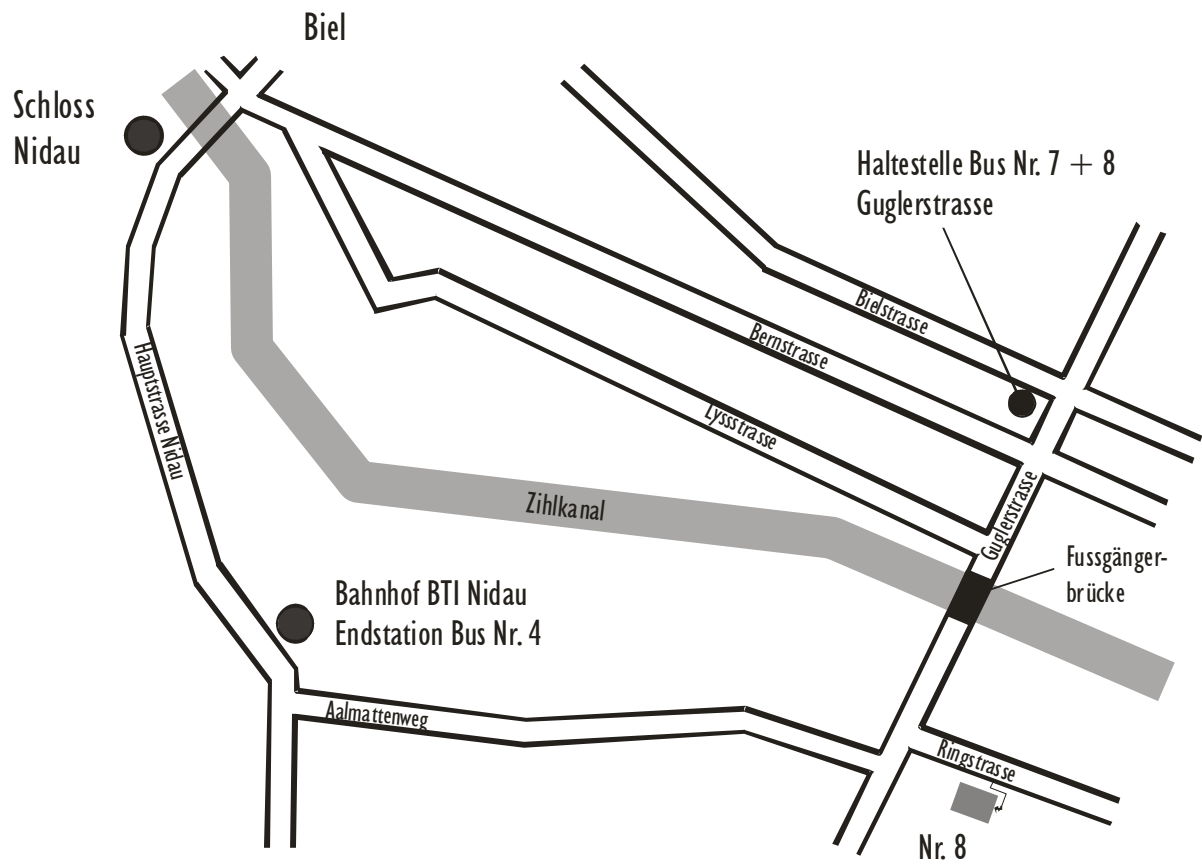 Biel
Schloss
Nidau
Haltestelle Bus Nr. 7 + 8
Guglerstrasse
Bielstrasse
Bernstrasse
Lyssstrasse
Hauptstrasse Nidau
Zihlkanal
Guglerstrasse
Fussgänger-
brücke
Bahnhof BTI Nidau
Endstation Bus Nr. 4
Aalmattenweg
Ringstrasse
Nr. 8